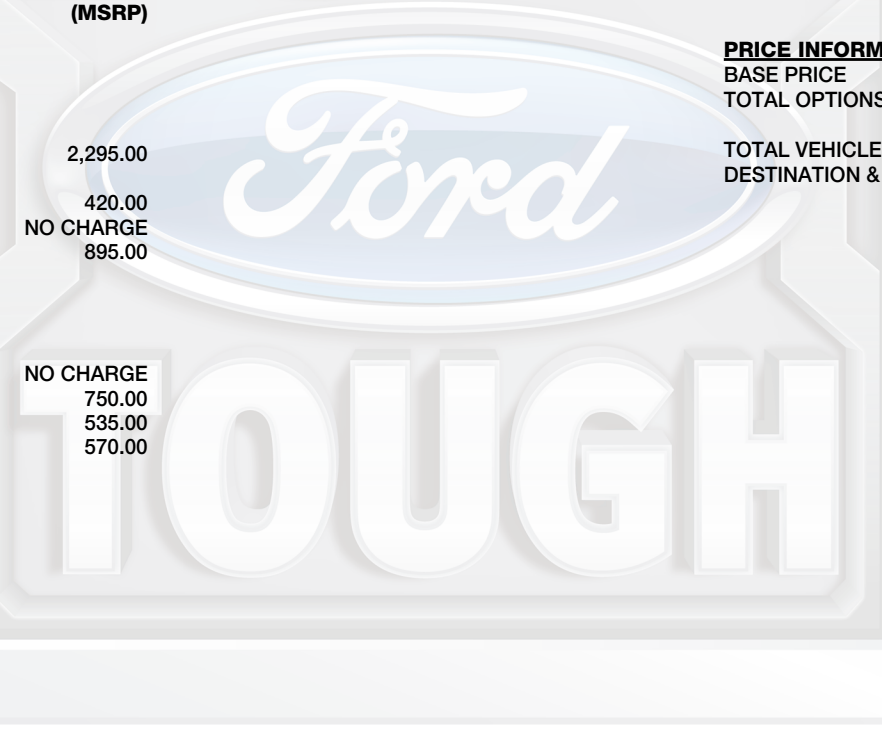 (MSRP)
2,295.00
420.00
NO CHARGE
895.00
NO CHARGE
750.00
535.00
570.00
PRICE INFORM
BASE PRICE
TOTAL OPTIONS
TOTAL VEHICLE
DESTINATION &
Ford
TOUGH